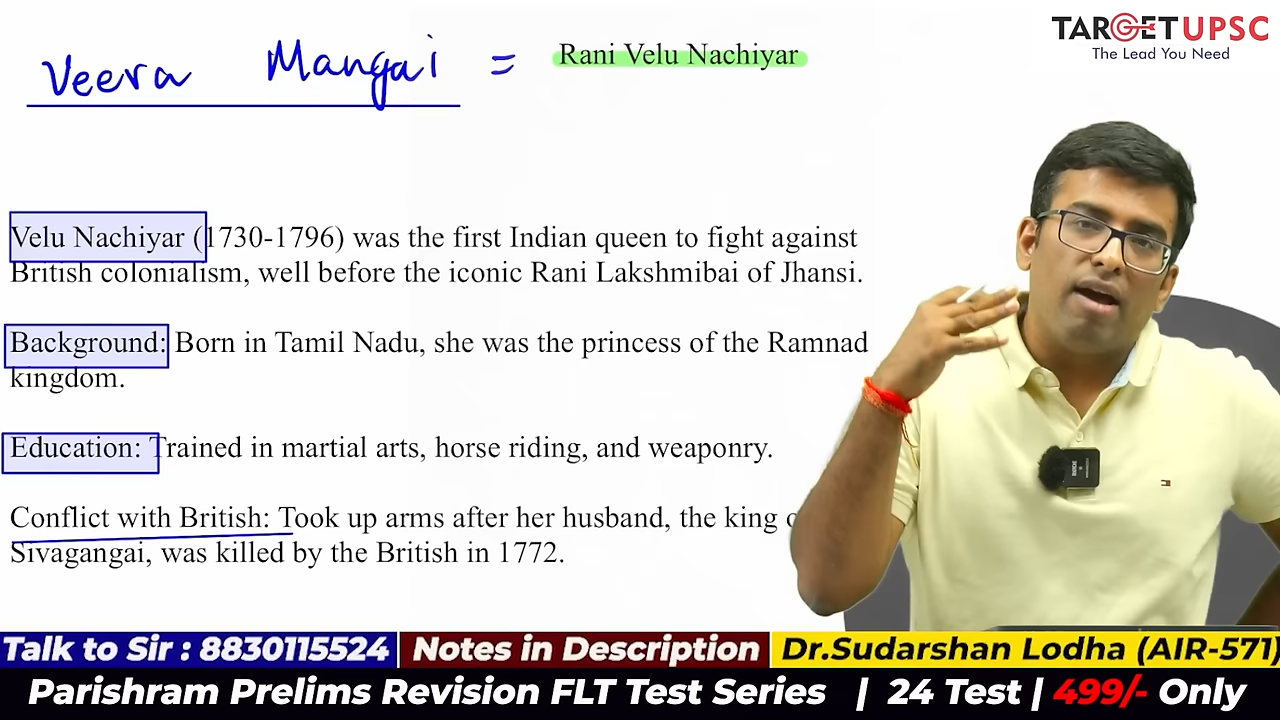 Veera Mangai = Rani Velu Nachiyar
TARGETUPSC
The Lead You Need
Velu Nachiyar (1730-1796) was the first Indian queen to fight against
British colonialism, well before the iconic Rani Lakshmibai of Jhansi.
Background: Born in Tamil Nadu, she was the princess of the Ramnad
kingdom.
Education: Trained in martial arts, horse riding, and weaponry.
Conflict with British: Took up arms after her husband, the king
Sivagangai, was killed by the British in 1772.
Talk to Sir : 8830115524 Notes in Description Dr.Sudarshan Lodha (AIR-571)
Parishram Prelims Revision FLT Test Series | 24 Test | 499/- Only